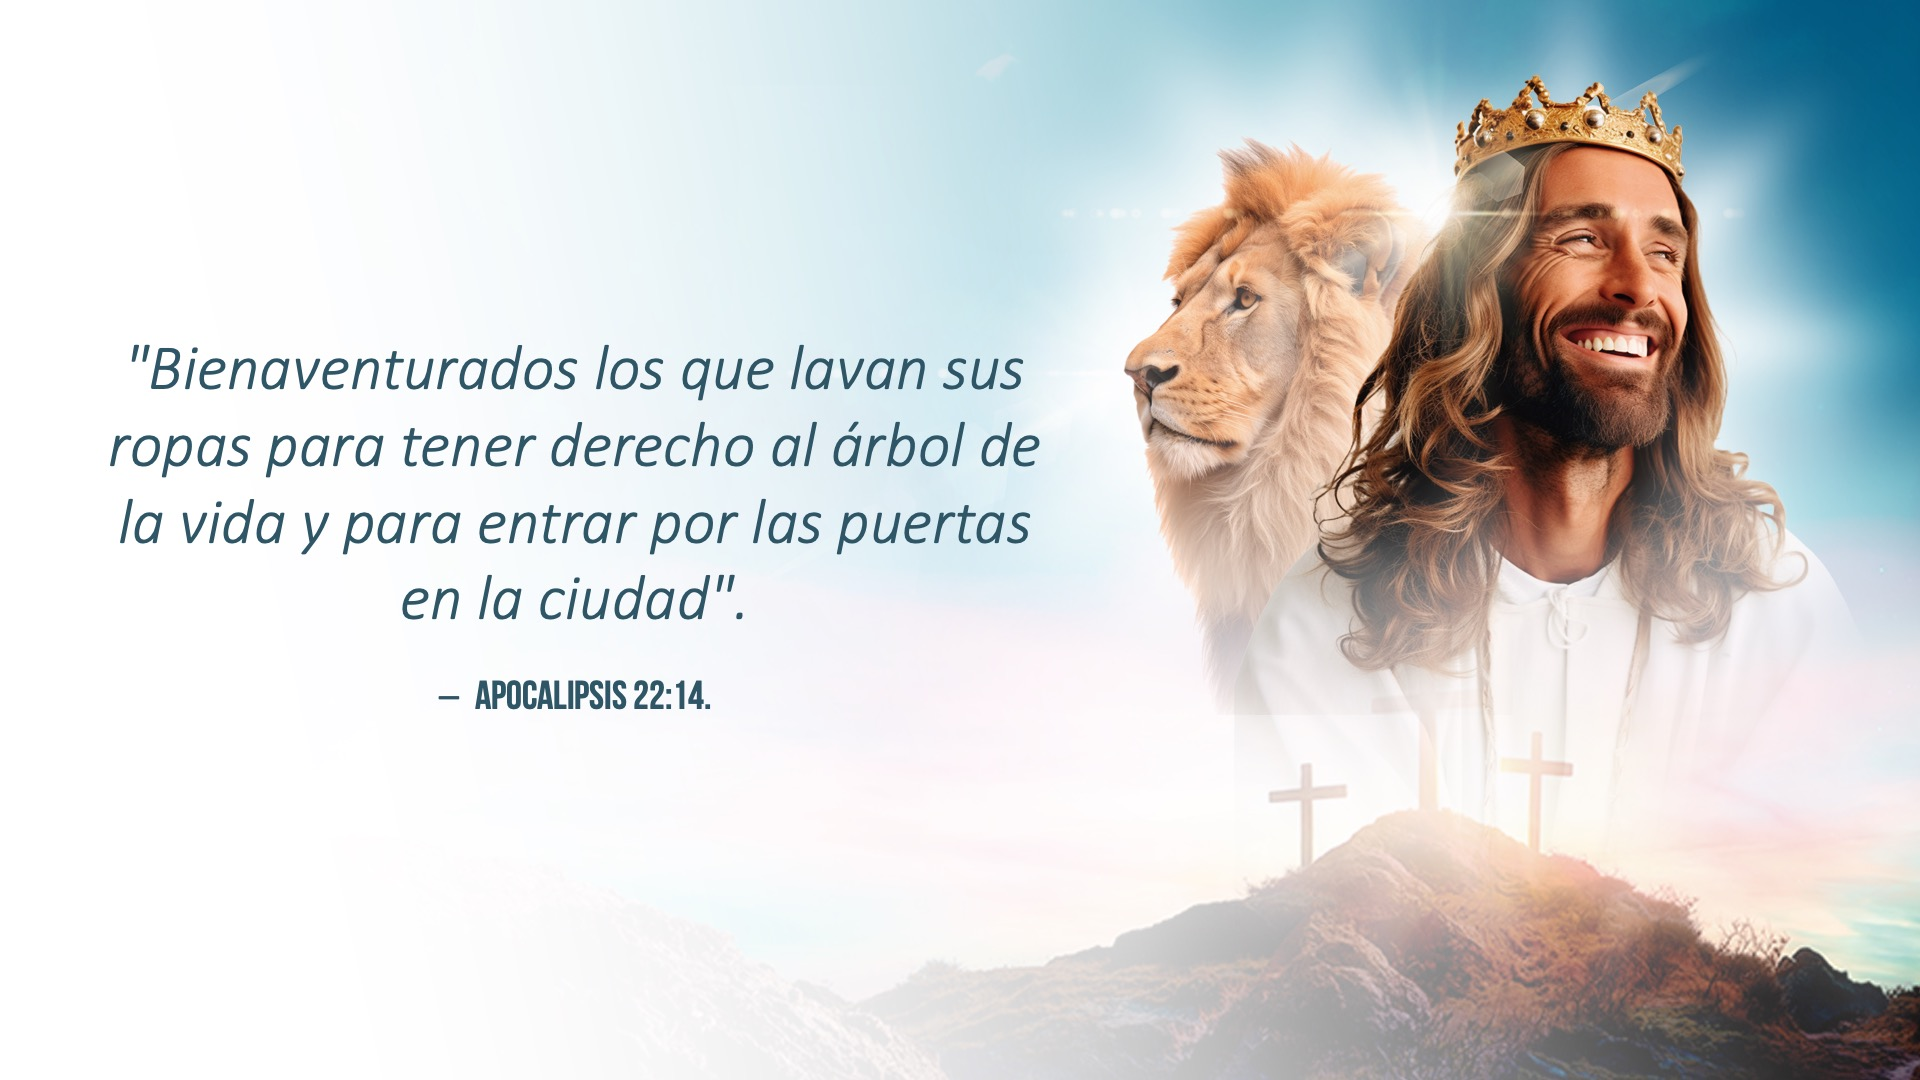 "Bienaventurados los que lavan sus
ropas para tener derecho al árbol de
la vida y para entrar por las puertas
en la ciudad".
– APOCALIPSIS 22:14.